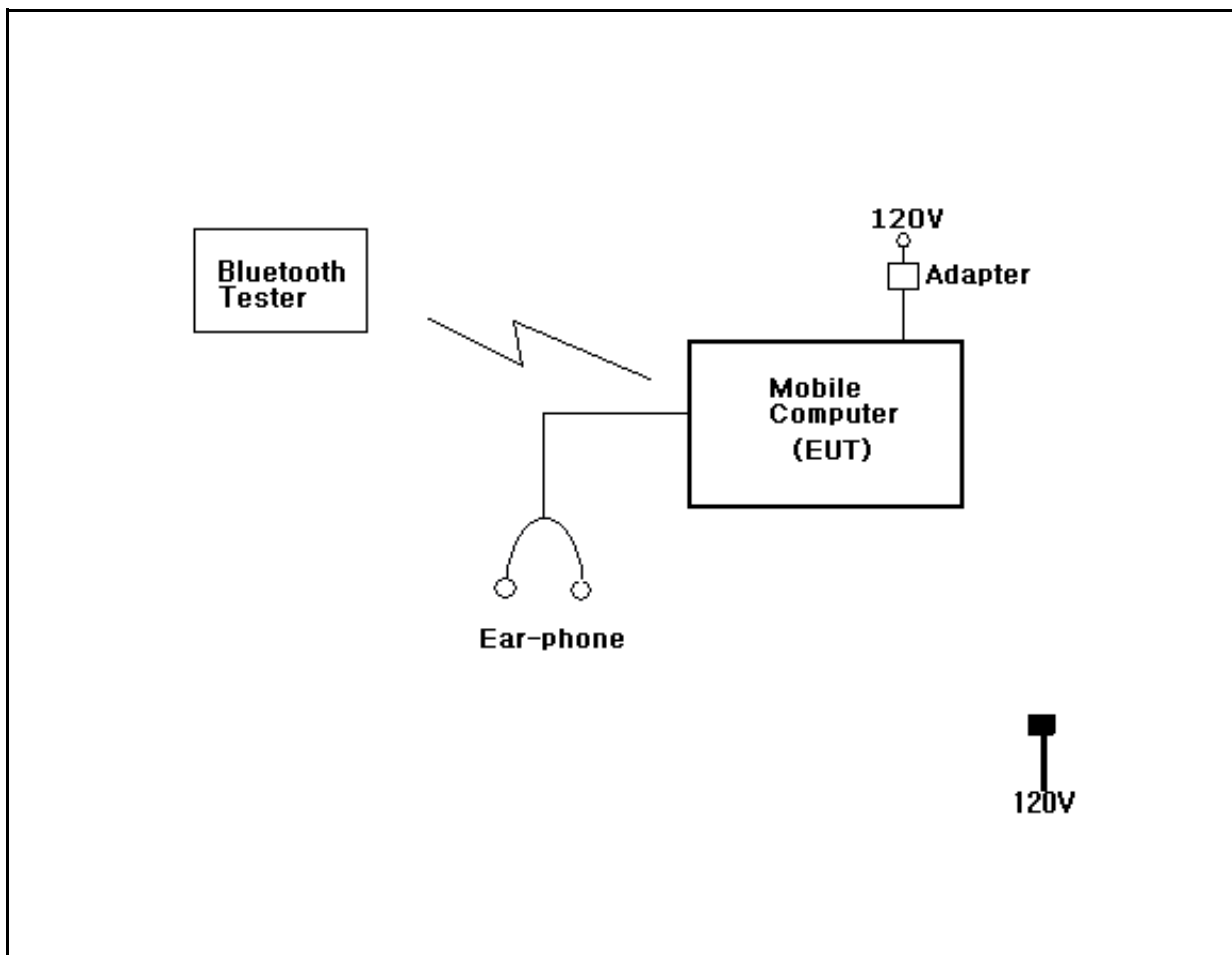 120V
Adapter
Bluetooth
Tester
Mobile
Computer
(EUT)
Ear-phone
120V